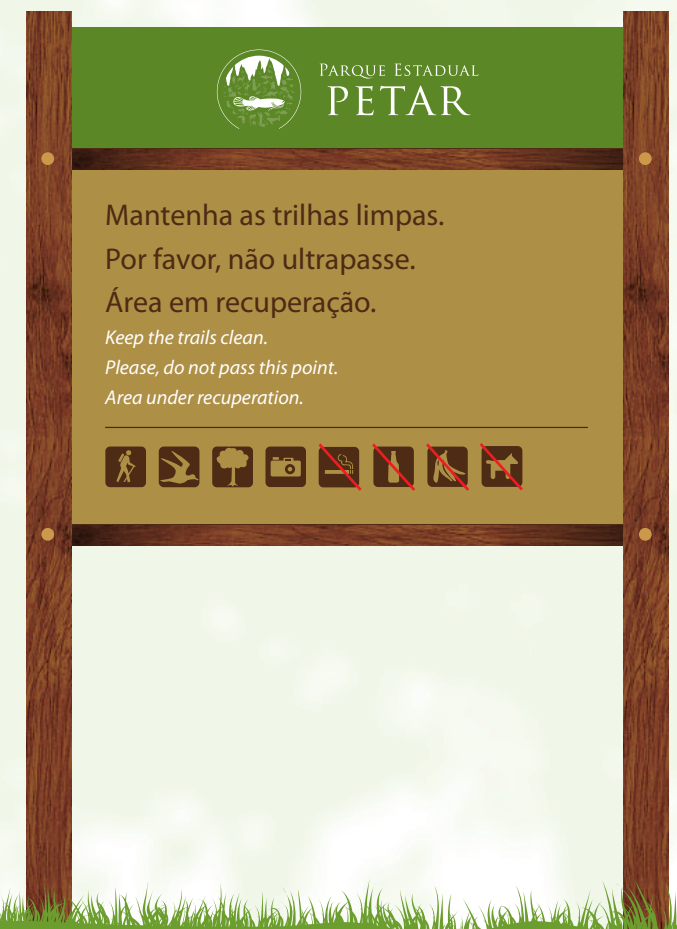 Parque Estadual
PETAR
Mantenha as trilhas limpas.
Por favor, não ultrapasse.
Área em recuperação.
Keep the trails clean.
Please, do not pass this point.
Area under recuperation.